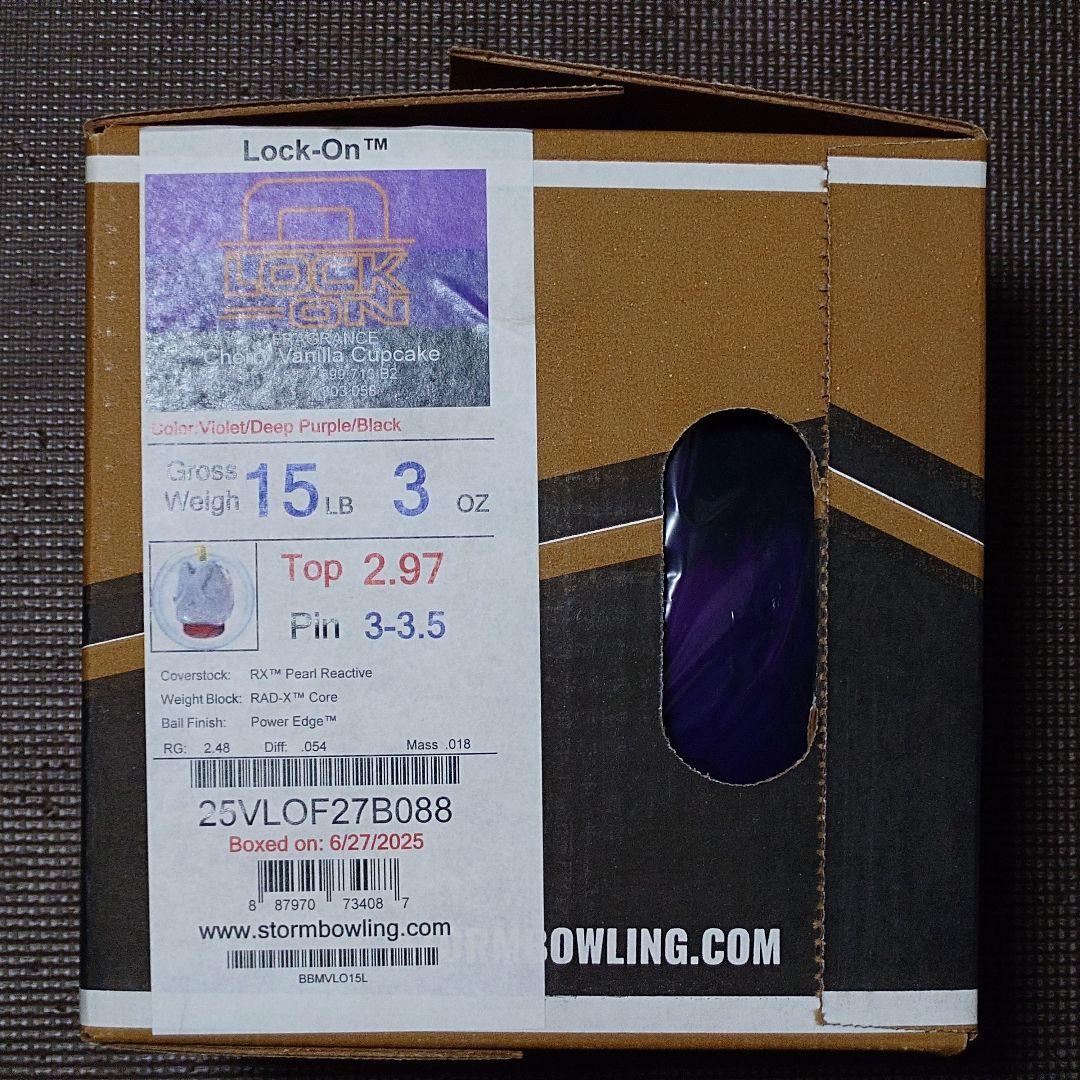 Lock-On™
LOCK
-ON
FRAGRANCE
Cherry Vanilla Cupcake
Color:Violet/Deep Purple/Black
Gross
Weigh 15 LB 3 OZ
Top 2.97
Pin 3-3.5
Coverstock: RX™ Pearl Reactive
Weight Block: RAD-X™ Core
Ball Finish: Power Edge™
RG: 2.48 Diff: .054 Mass .018
25VLOF27B088
Boxed on: 6/27/2025
8 87970 73408 7
www.stormbowling.com
BBMVLO15L
ORMBOWLING.COM